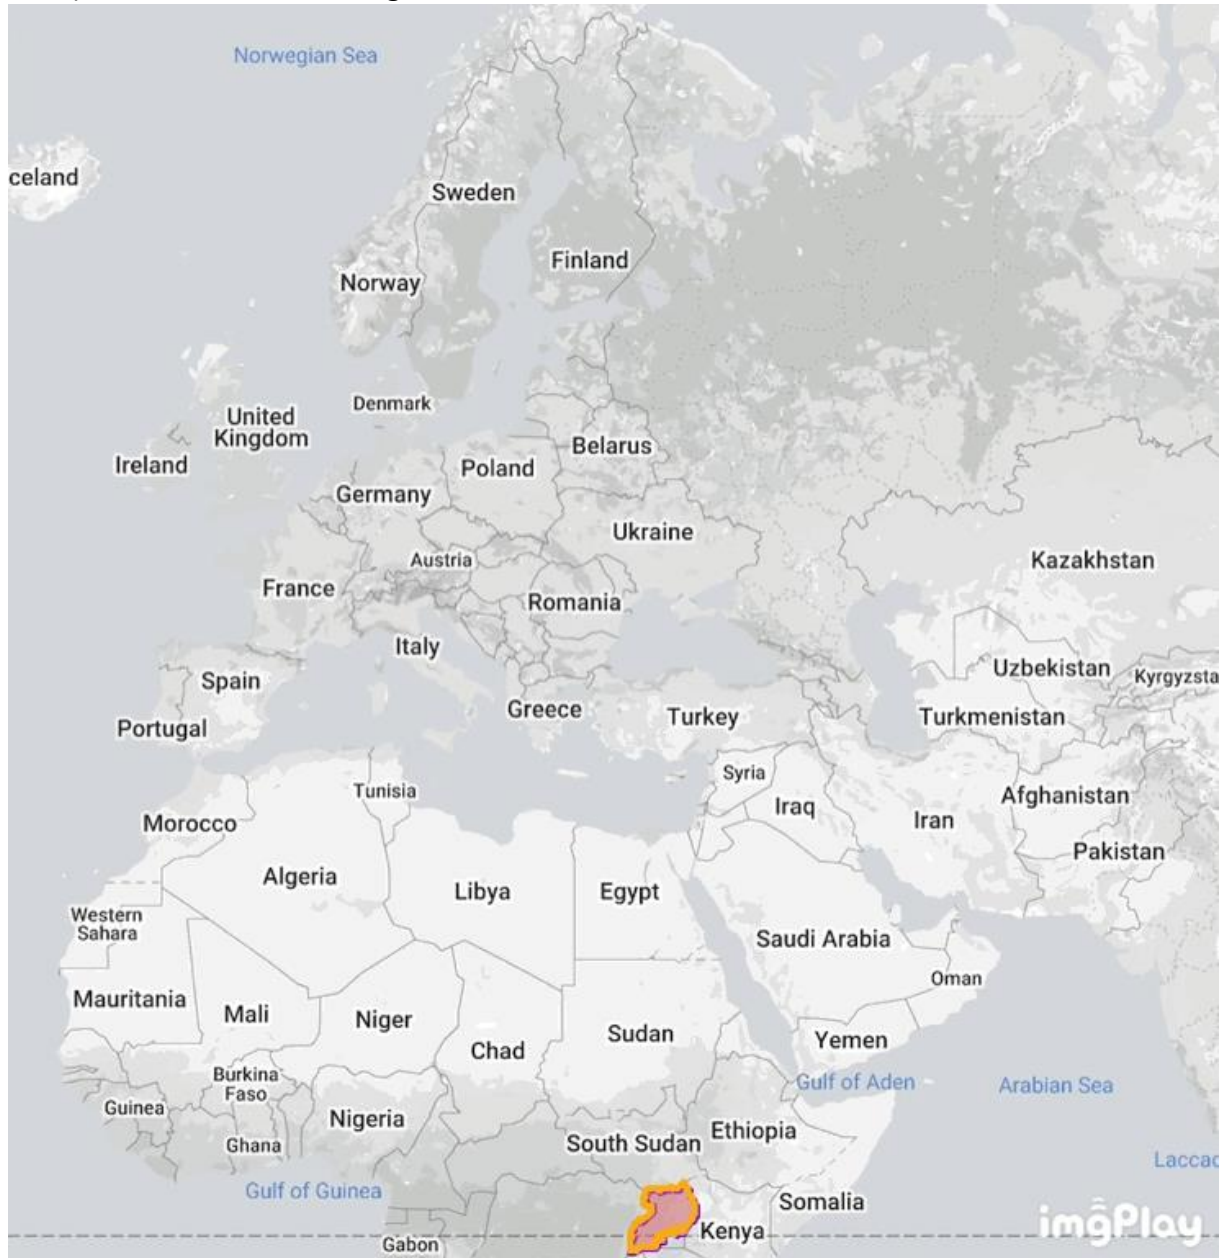 Norwegian Sea
celand
Sweden
Finland
Norway
Denmark
United
Kingdom
Ireland
Belarus
Poland
Germany
Ukraine
Austria
Kazakhstan
France
Romania
Italy
Uzbekistan
Kyrgyzsta
Spain
Greece
Turkey
Turkmenistan
Portugal
Syria
Tunisia
Afghanistan
Iraq
Iran
Morocco
Pakistan
Algeria
Libya
Egypt
Western
Sahara
Saudi Arabia
Oman
Mauritania
Mali
Niger
Sudan
Yemen
Chad
Burkina
Faso
Gulf of Aden
Arabian Sea
Guinea
Nigeria
Ghana
South Sudan
Ethiopia
Laccad
Gulf of Guinea
Somalia
Kenya
Gabon
imgPlay